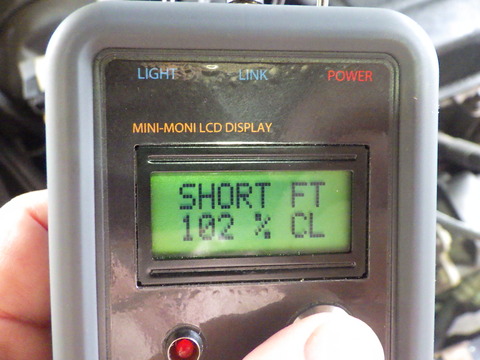 LIGHT LINK POWER
MINI-MONI LCD DISPLAY
SHORT FT
102 % CL